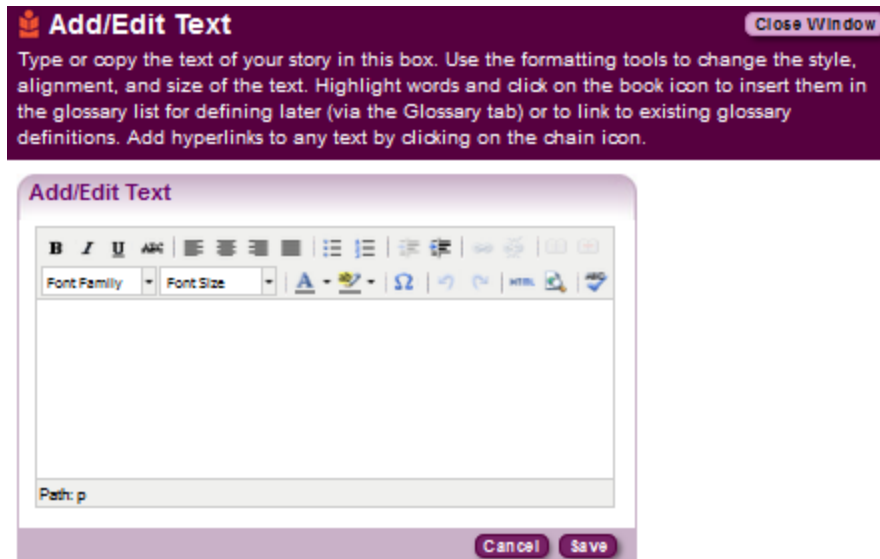 Add/Edit Text
Close Window
Type or copy the text of your story in this box. Use the formatting tools to change the style,
alignment, and size of the text. Highlight words and click on the book icon to insert them in
the glossary list for defining later (via the Glossary tab) or to link to existing glossary
definitions. Add hyperlinks to any text by clicking on the chain icon.
Add/Edit Text
B I U ABC
Font Family Font Size A ab Ω HTML ABC
Path: p
Cancel Save